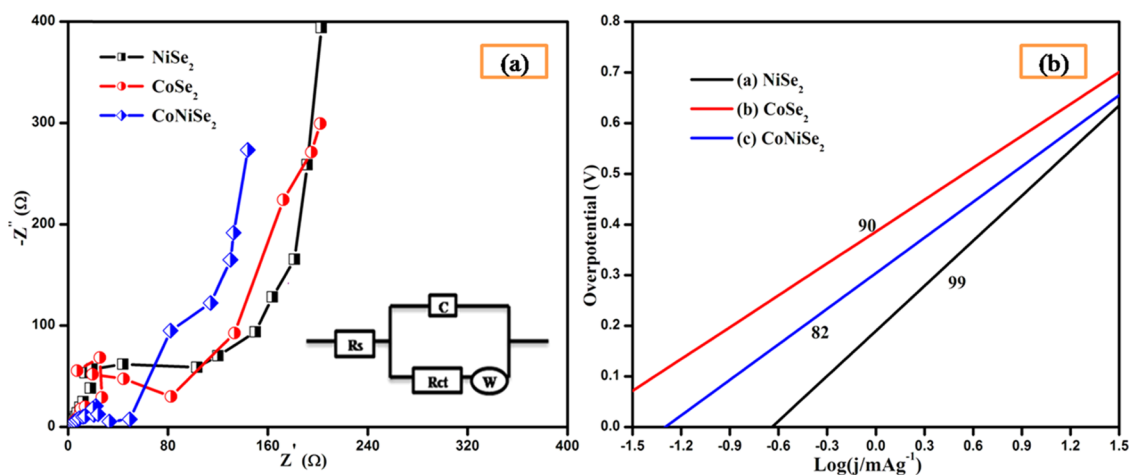 400
300
200
100
0
-Z'' (Ω)
NiSe2
CoSe2
CoNiSe2
(a)
Rs
C
Rct
W
0 80 160 240 320 400
Z' (Ω)
0.8
0.7
0.6
0.5
0.4
0.3
0.2
0.1
0.0
Overpotential (V)
(a) NiSe2
(b) CoSe2
(c) CoNiSe2
(b)
90
82
99
-1.5 -1.2 -0.9 -0.6 -0.3 0.0 0.3 0.6 0.9 1.2 1.5
Log(j/mAg-1)